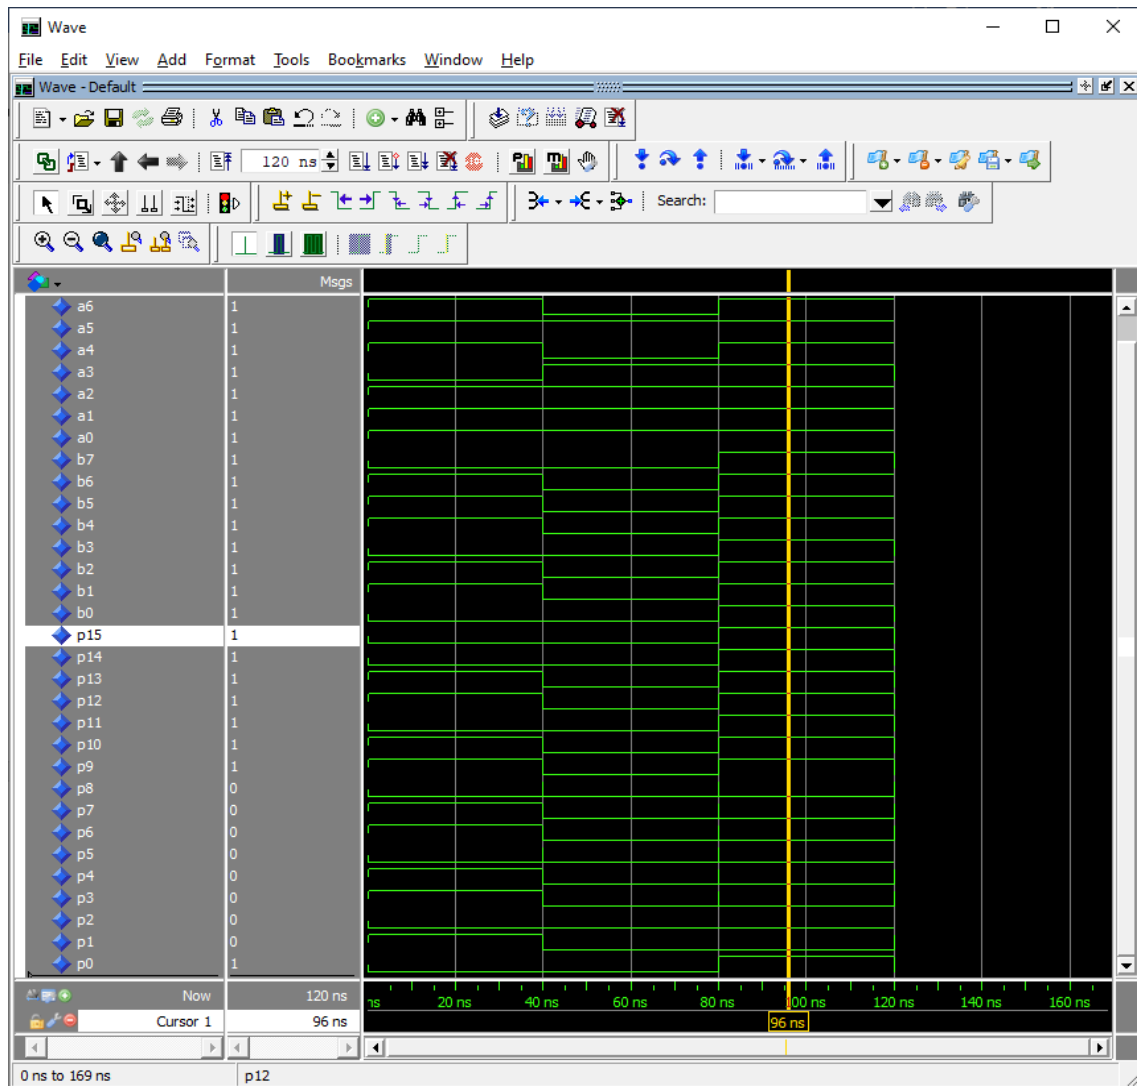 Wave
File Edit View Add Format Tools Bookmarks Window Help
Wave - Default
120 ns
Search:
Msgs
a6 1
a5 1
a4 1
a3 1
a2 1
a1 1
a0 1
b7 1
b6 1
b5 1
b4 1
b3 1
b2 1
b1 1
b0 1
p15 1
p14 1
p13 1
p12 1
p11 1
p10 1
p9 1
p8 0
p7 0
p6 0
p5 0
p4 0
p3 0
p2 0
p1 0
p0 1
Now 120 ns
ns 20 ns 40 ns 60 ns 80 ns 100 ns 120 ns 140 ns 160 ns
Cursor 1 96 ns
96 ns
0 ns to 169 ns p12